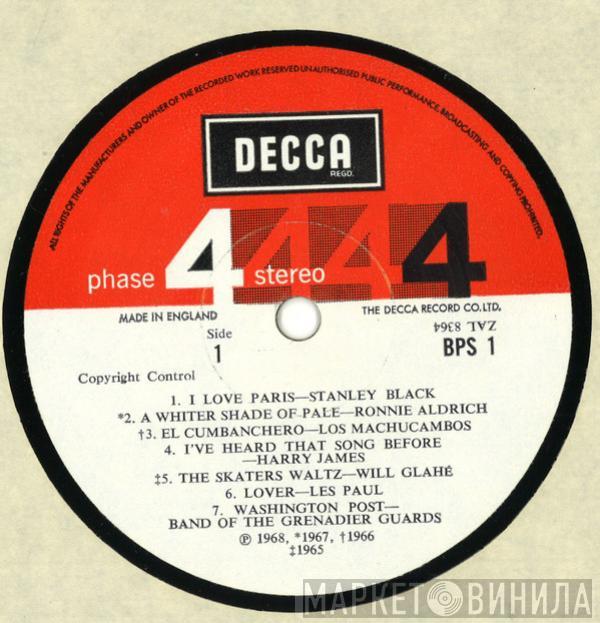 ALL RIGHTS OF THE MANUFACTURERS AND OWNER OF THE RECORDED WORK RESERVED UNAUTHORISED PUBLIC PERFORMANCE, BROADCASTING AND COPYING PROHIBITED.
DECCA
REGD.
phase 4 stereo 4 4 4
MADE IN ENGLAND
THE DECCA RECORD CO. LTD.
Side
1
ZAL 8364
BPS 1
Copyright Control
1. I LOVE PARIS—STANLEY BLACK
*2. A WHITER SHADE OF PALE—RONNIE ALDRICH
†3. EL CUMBANCHERO—LOS MACHUCAMBOS
4. I'VE HEARD THAT SONG BEFORE
—HARRY JAMES
‡5. THE SKATERS WALTZ—WILL GLAHÉ
6. LOVER—LES PAUL
7. WASHINGTON POST—
BAND OF THE GRENADIER GUARDS
℗ 1968, *1967, †1966
‡1965
МАРКЕТ ВИНИЛА